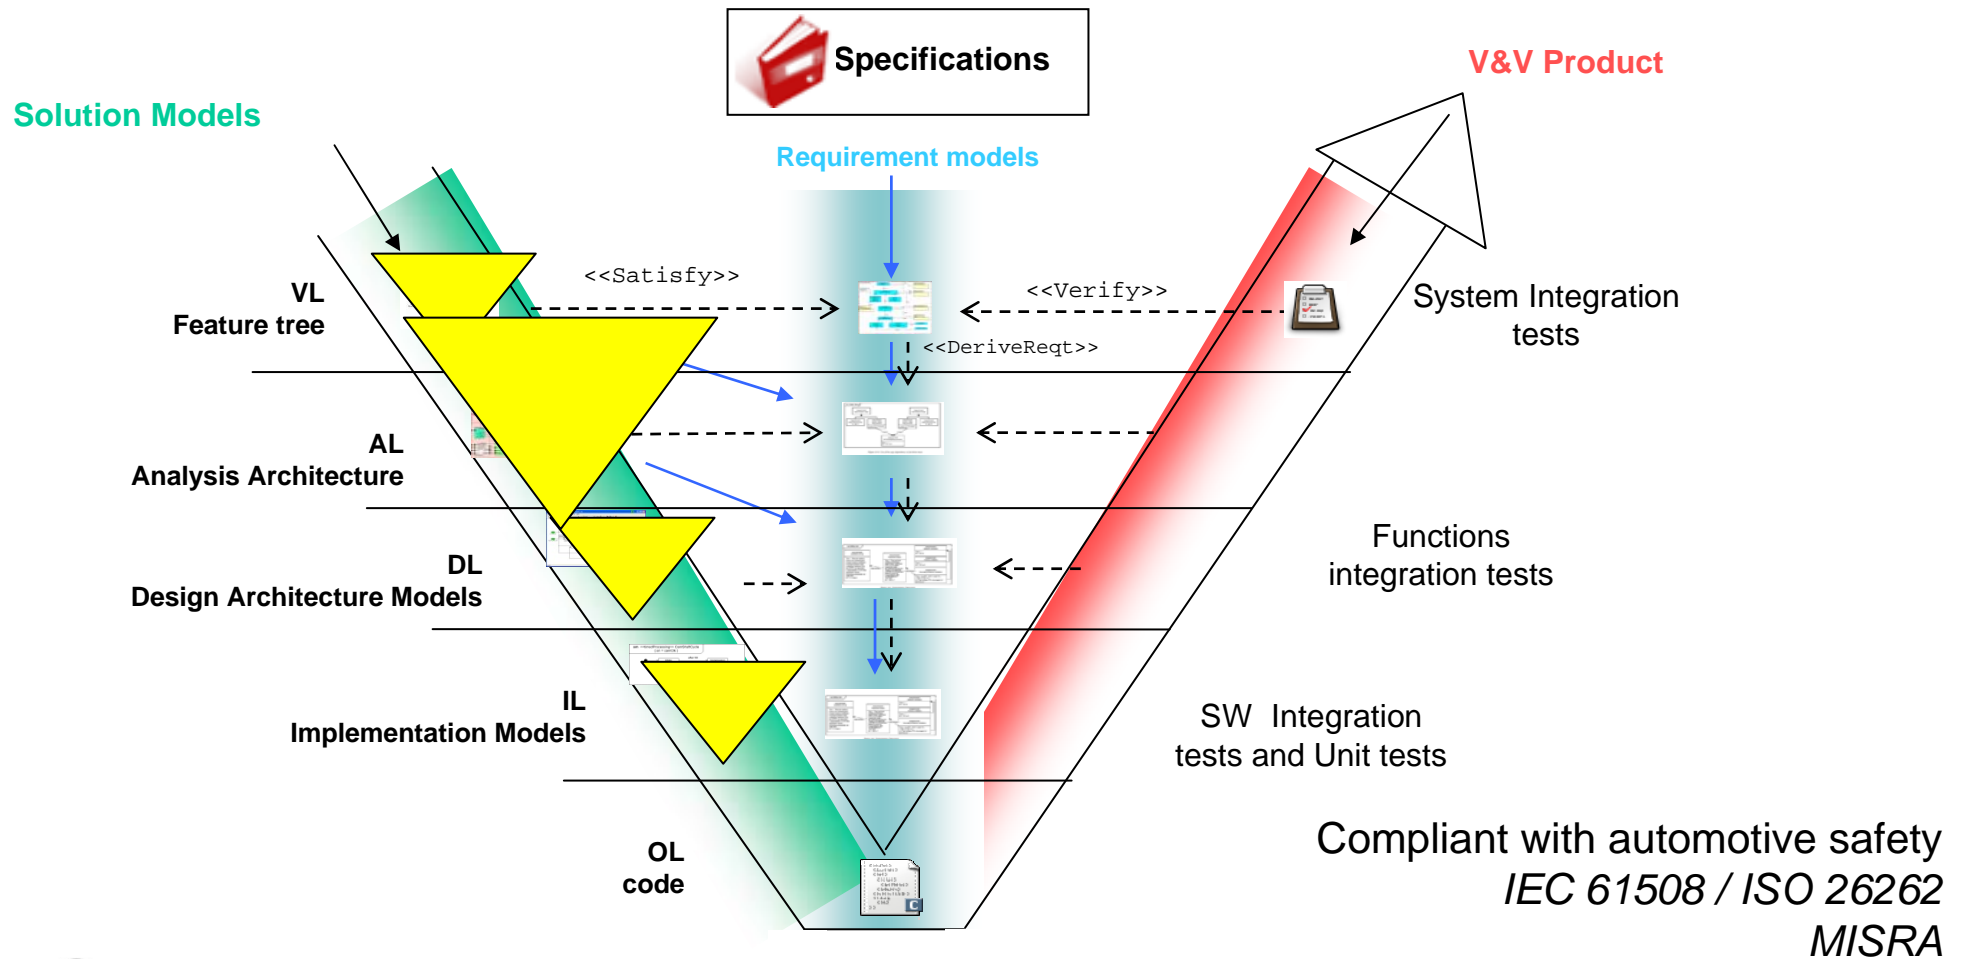 Specifications
V&V Product
Solution Models
Requirement models
<<Satisfy>>
<<Verify>>
VL
Feature tree
System Integration
tests
<<DeriveReqt>>
AL
Analysis Architecture
Functions
integration tests
DL
Design Architecture Models
IL
Implementation Models
SW Integration
tests and Unit tests
OL
code
C
Compliant with automotive safety
IEC 61508 / ISO 26262
MISRA